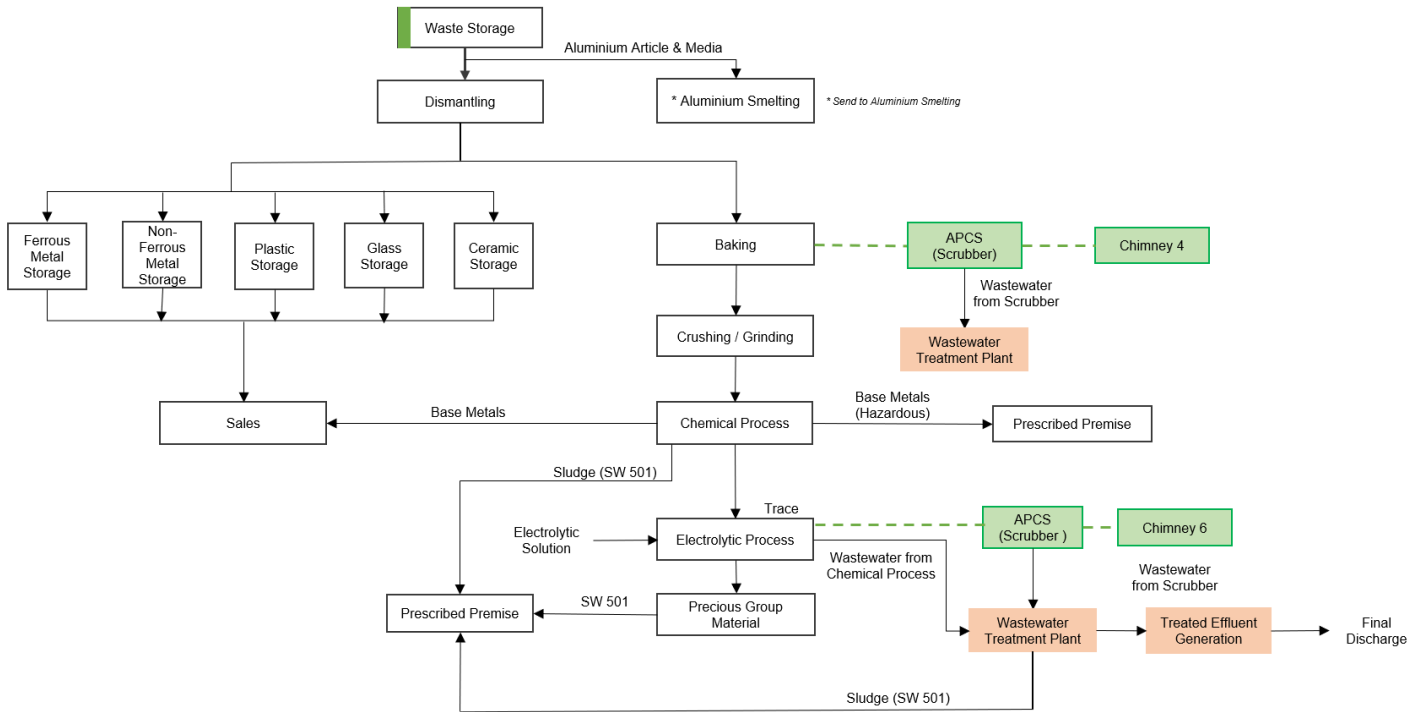 Waste Storage
Aluminium Article & Media
Dismantling
* Aluminium Smelting
* Send to Aluminium Smelting
Ferrous
Metal
Storage
Non-
Ferrous
Metal
Storage
Plastic
Storage
Glass
Storage
Ceramic
Storage
Baking
APCS
(Scrubber)
Chimney 4
Wastewater
from Scrubber
Crushing / Grinding
Wastewater
Treatment Plant
Sales
Base Metals
Chemical Process
Base Metals
(Hazardous)
Prescribed Premise
Sludge (SW 501)
Trace
Electrolytic
Solution
Electrolytic Process
APCS
(Scrubber )
Chimney 6
Wastewater from
Chemical Process
Wastewater
from Scrubber
Prescribed Premise
SW 501
Precious Group
Material
Wastewater
Treatment Plant
Treated Effluent
Generation
Final
Discharge
Sludge (SW 501)